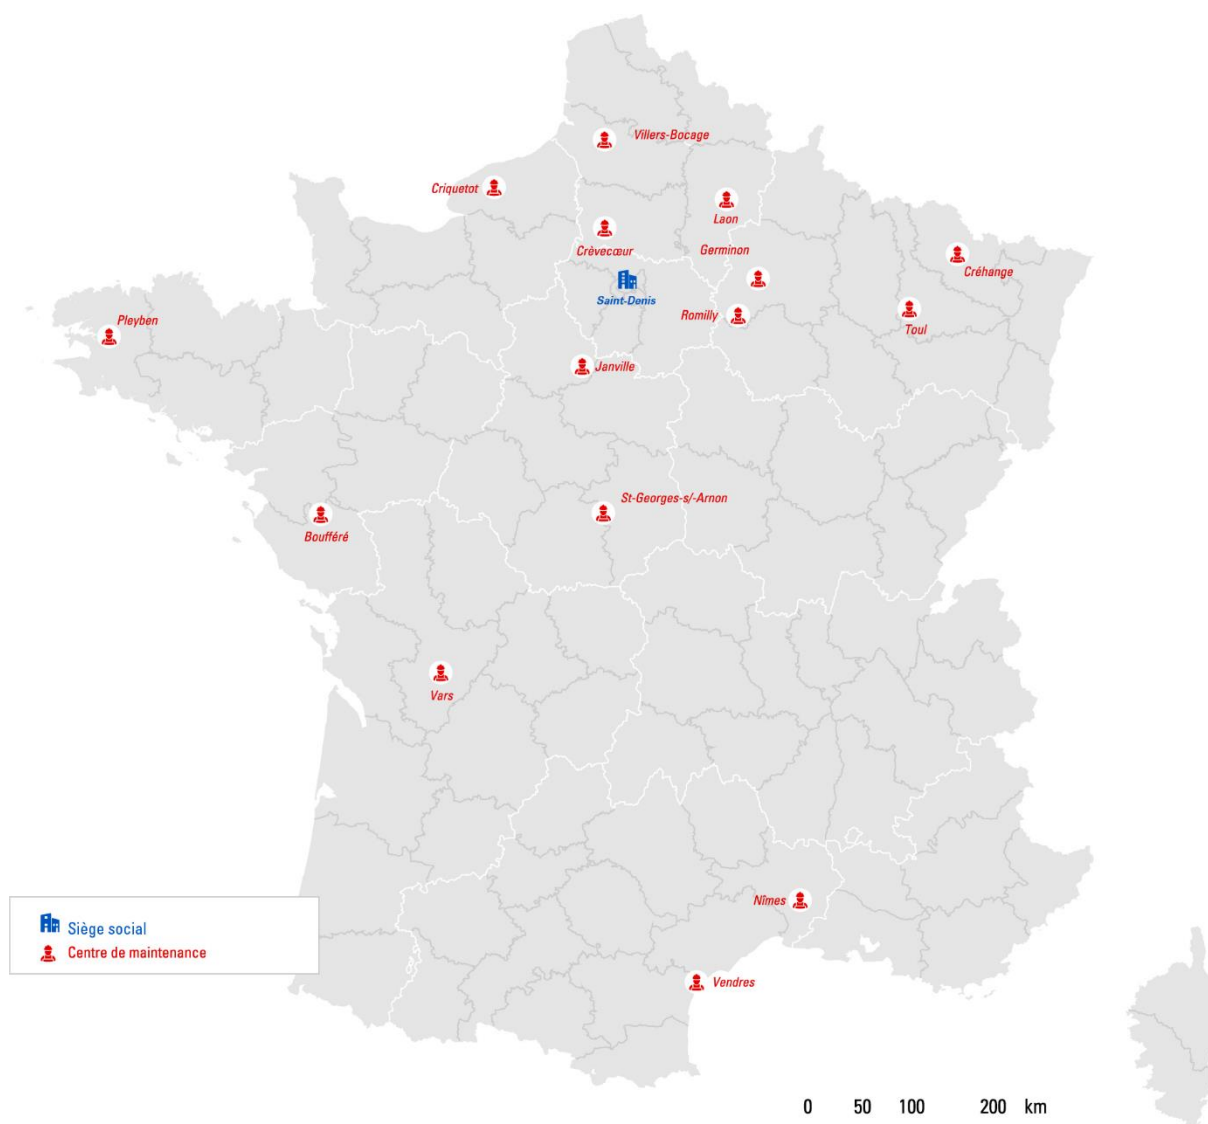 Villers-Bocage
Criquetot
Laon
Crèvecœur
Germinon
Créhange
Saint-Denis
Romilly
Toul
Pleyben
Janville
St-Georges-s/-Arnon
Boufféré
Vars
Nîmes
Siège social
Centre de maintenance
Vendres
0 50 100 200 km